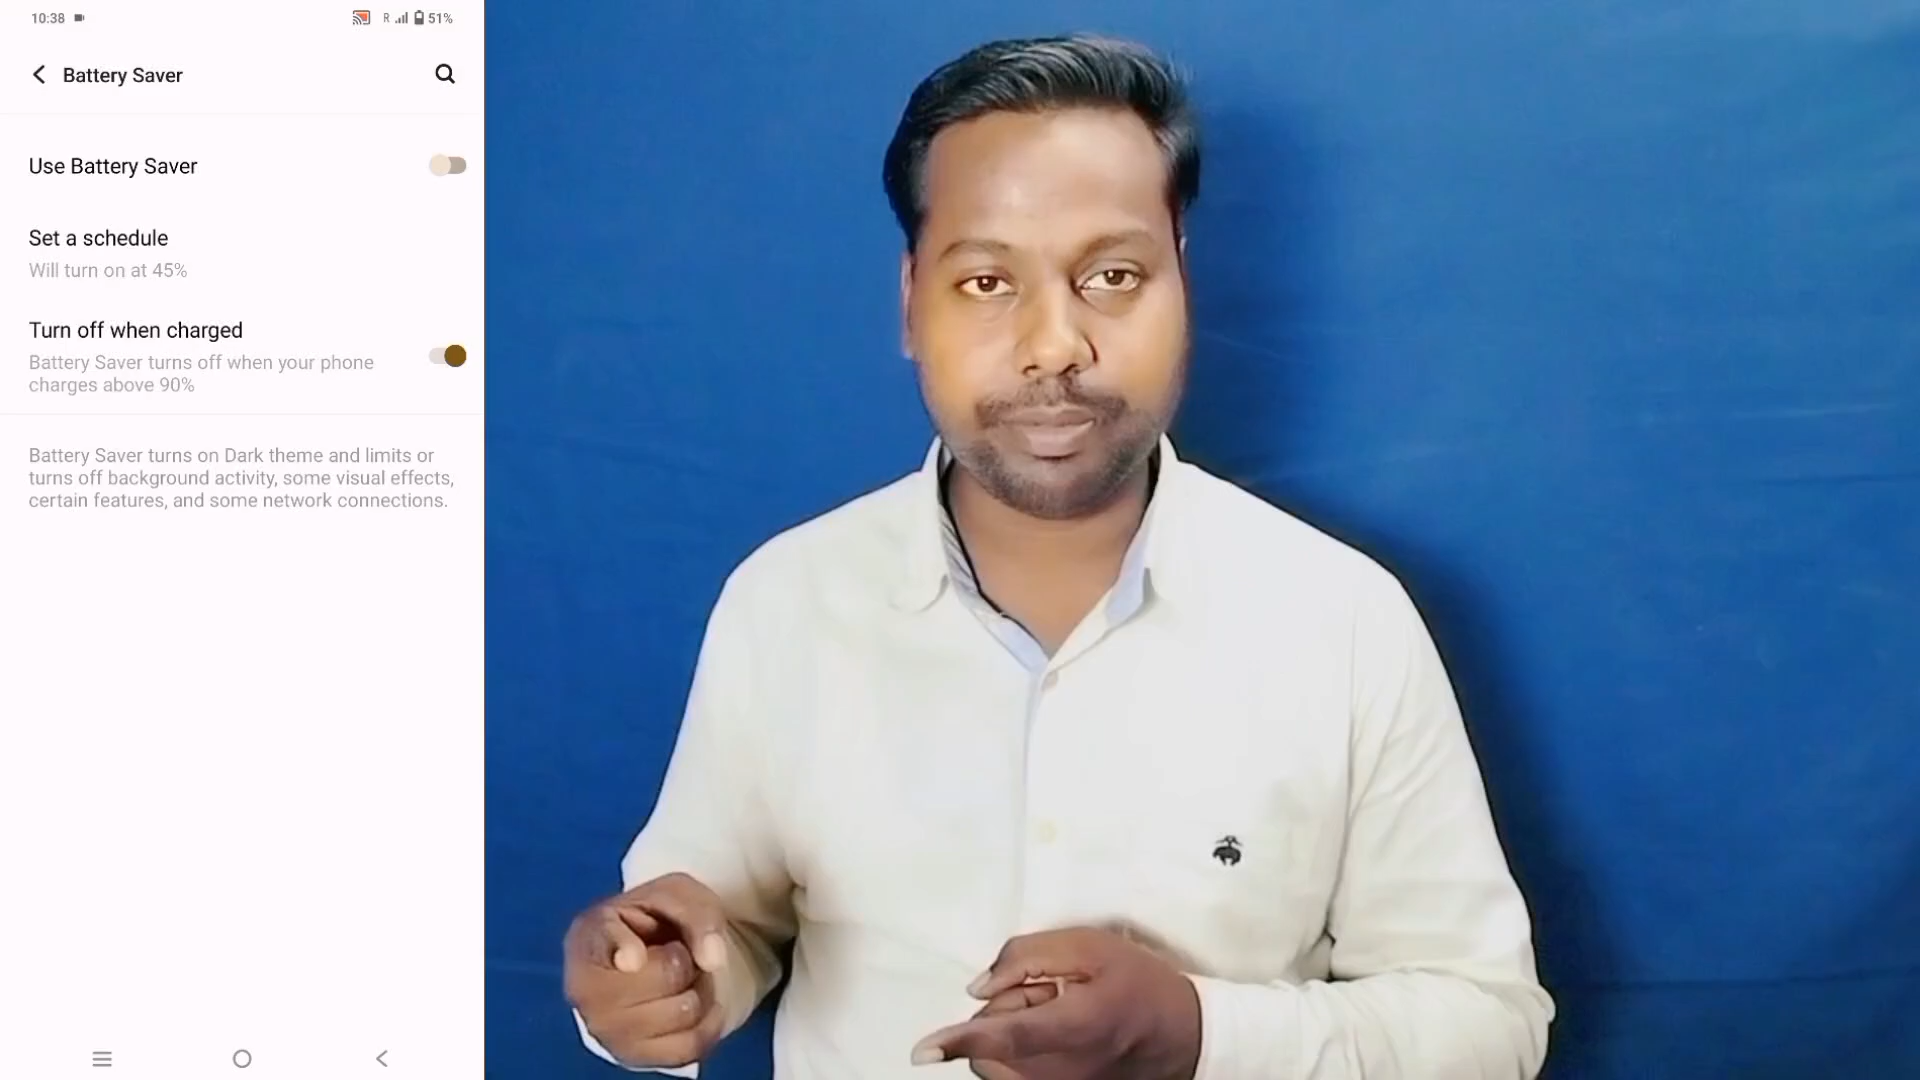 10:38 R 51%
Battery Saver
Use Battery Saver
Set a schedule
Will turn on at 45%
Turn off when charged
Battery Saver turns off when your phone
charges above 90%
Battery Saver turns on Dark theme and limits or
turns off background activity, some visual effects,
certain features, and some network connections.